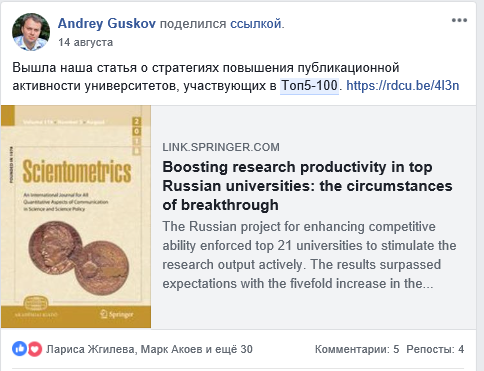 Andrey Guskov поделился ссылкой.
14 августа
Вышла наша статья о стратегиях повышения публикационной
активности университетов, участвующих в Топ5-100. https://rdcu.be/4l3n
2018
Scientometrics
An International Journal for All
Quantitative Aspects of Communication
in Science and Science Policy
AKADÉMIAI KIADÓ
Springer
LINK.SPRINGER.COM
Boosting research productivity in top
Russian universities: the circumstances
of breakthrough
The Russian project for enhancing competitive
ability enforced top 21 universities to stimulate the
research output actively. The results surpassed
expectations with the fivefold increase in the...
Лариса Жгилева, Марк Акоев и ещё 30
Комментарии: 5 Репосты: 4